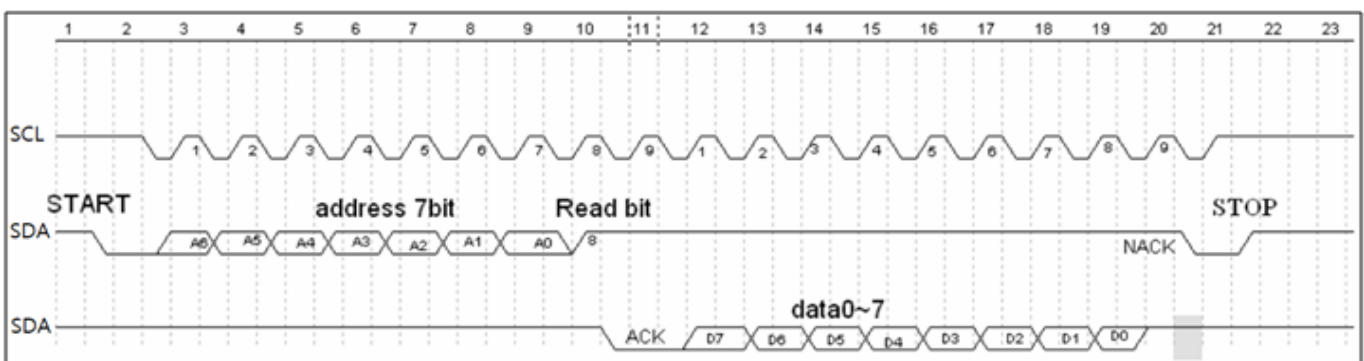 1 2 3 4 5 6 7 8 9 10 11 12 13 14 15 16 17 18 19 20 21 22 23
SCL 1 2 3 4 5 6 7 8 9 1 2 3 4 5 6 7 8 9
START address 7bit Read bit STOP
SDA A6 A5 A4 A3 A2 A1 A0 8 NACK
data0~7
SDA ACK D7 D6 D5 D4 D3 D2 D1 D0